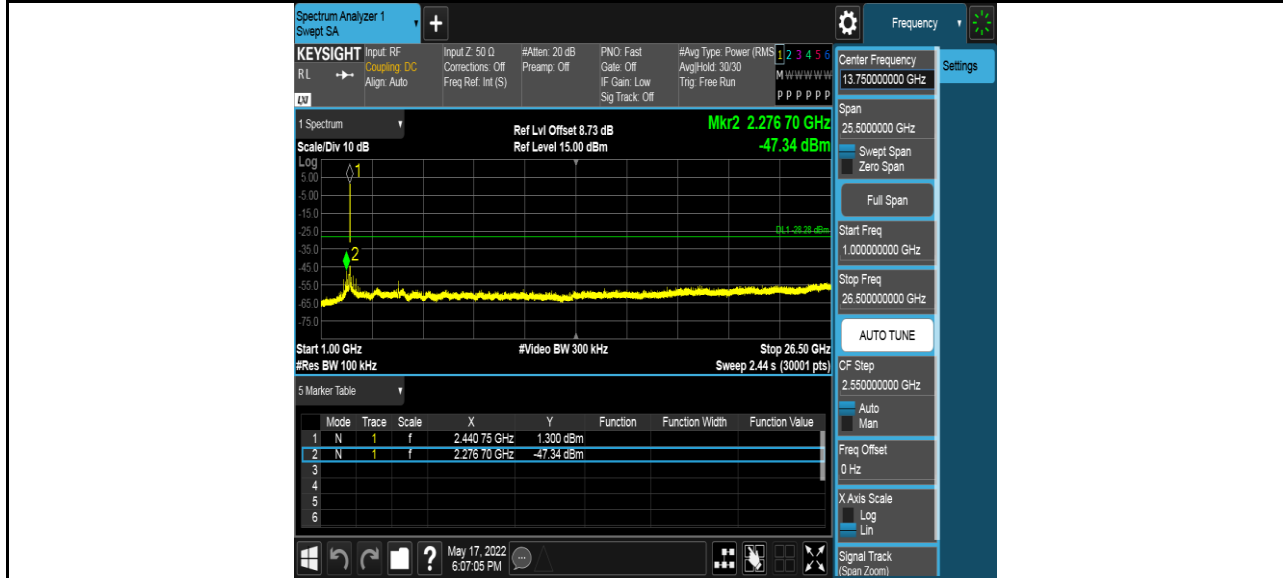 Spectrum Analyzer 1
Swept SA
+
Frequency
KEYSIGHT
RL
LXI
Input: RF
Coupling: DC
Align: Auto
Input Z: 50 Ω
Corrections: Off
Freq Ref: Int (S)
#Atten: 20 dB
Preamp: Off
PNO: Fast
Gate: Off
IF Gain: Low
Sig Track: Off
#Avg Type: Power (RMS
Avg|Hold: 30/30
Trig: Free Run
1 2 3 4 5 6
M W W W W W
P P P P P P
1 Spectrum
Scale/Div 10 dB
Ref Lvl Offset 8.73 dB
Ref Level 15.00 dBm
Mkr2 2.276 70 GHz
-47.34 dBm
Log
5.00
-5.00
-15.0
-25.0
-35.0
-45.0
-55.0
-65.0
-75.0
1
2
DL1 -28.28 dBm
Start 1.00 GHz
#Res BW 100 kHz
#Video BW 300 kHz
Stop 26.50 GHz
Sweep 2.44 s (30001 pts)
5 Marker Table
Mode Trace Scale X Y Function Function Width Function Value
1 N 1 f 2.440 75 GHz 1.300 dBm
2 N 1 f 2.276 70 GHz -47.34 dBm
3
4
5
6
?
May 17, 2022
6:07:05 PM
Center Frequency
13.750000000 GHz
Settings
Span
25.5000000 GHz
Swept Span
Zero Span
Full Span
Start Freq
1.000000000 GHz
Stop Freq
26.500000000 GHz
AUTO TUNE
CF Step
2.550000000 GHz
Auto
Man
Freq Offset
0 Hz
X Axis Scale
Log
Lin
Signal Track
(Span Zoom)